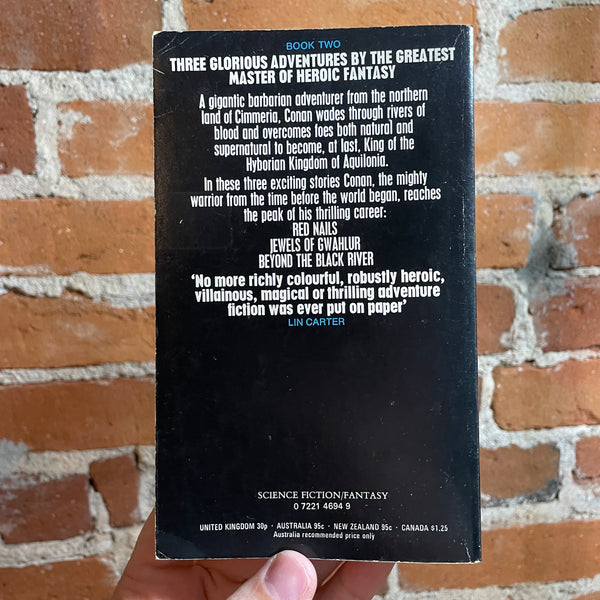 BOOK TWO
THREE GLORIOUS ADVENTURES BY THE GREATEST
MASTER OF HEROIC FANTASY
A gigantic barbarian adventurer from the northern
land of Cimmeria, Conan wades through rivers of
blood and overcomes foes both natural and
supernatural to become, at last, King of the
Hyborian Kingdom of Aquilonia.
In these three exciting stories Conan, the mighty
warrior from the time before the world began, reaches
the peak of his thrilling career:
RED NAILS
JEWELS OF GWAHLUR
BEYOND THE BLACK RIVER
'No more richly colourful, robustly heroic,
villainous, magical or thrilling adventure
fiction was ever put on paper'
LIN CARTER
SCIENCE FICTION/FANTASY
0 7221 4694 9
UNITED KINGDOM 30p · AUSTRALIA 95c · NEW ZEALAND 95c · CANADA $1.25
Australia recommended price only